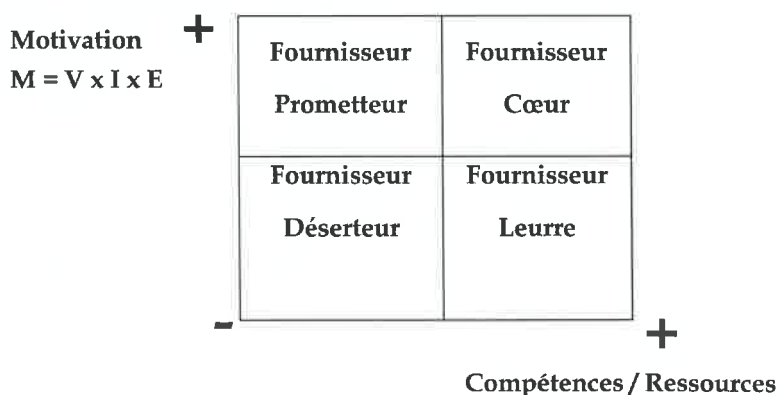 Motivation
M = V x I x E
+
Fournisseur
Prometteur
Fournisseur
Cœur
Fournisseur
Déserteur
Fournisseur
Leurre
-
+
Compétences / Ressources